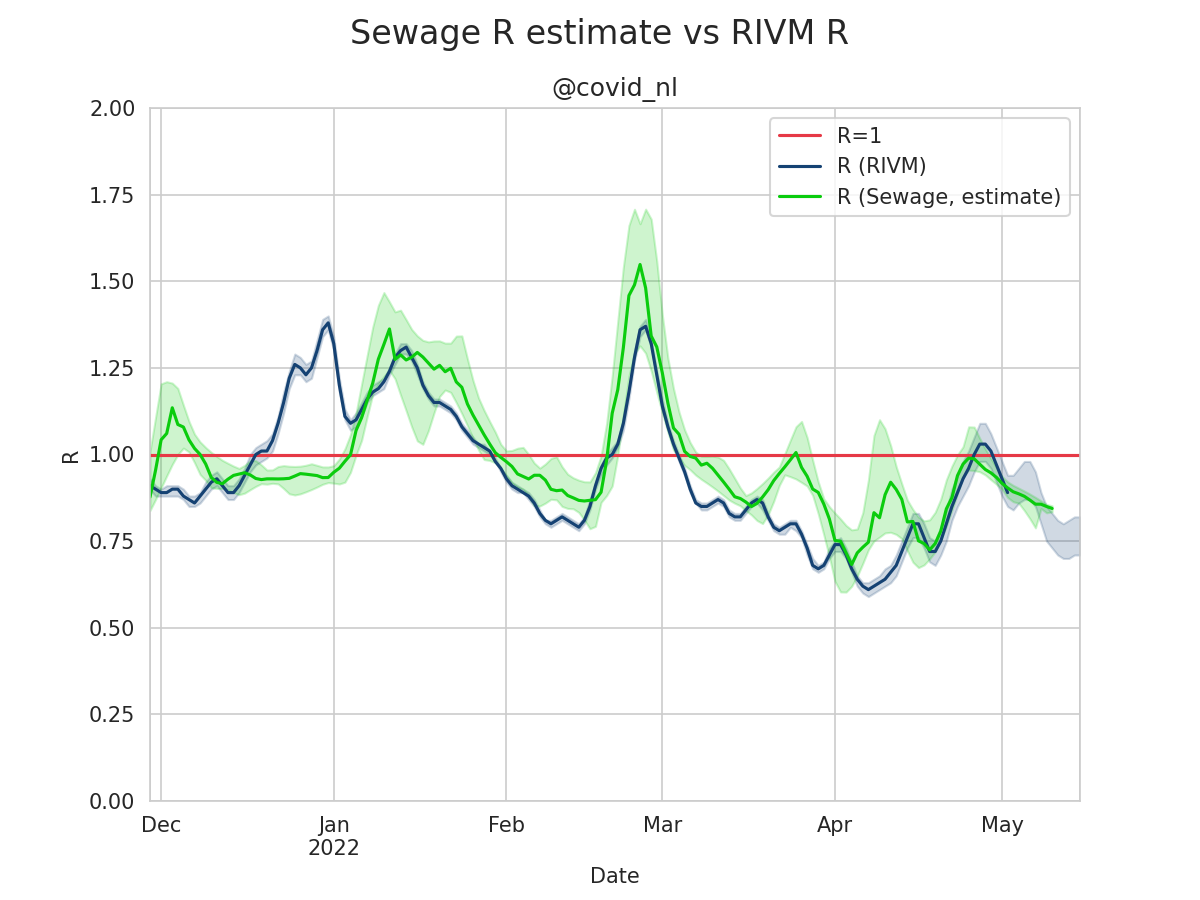 Sewage R estimate vs RIVM R
@covid_nl
R=1
R (RIVM)
R (Sewage, estimate)
2.00
1.75
1.50
1.25
1.00
0.75
0.50
0.25
0.00
R
Dec
Jan
2022
Feb
Mar
Apr
May
Date